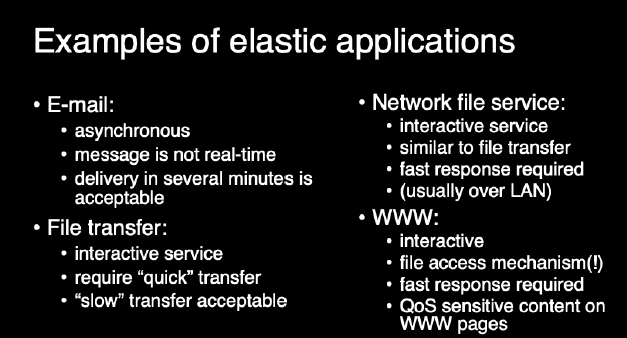 Examples of elastic applications
• E-mail:
• asynchronous
• message is not real-time
• delivery in several minutes is
acceptable
• File transfer:
• interactive service
• require “quick” transfer
• “slow” transfer acceptable
• Network file service:
• interactive service
• similar to file transfer
• fast response required
• (usually over LAN)
• WWW:
• interactive
• file access mechanism(!)
• fast response required
• QoS sensitive content on
WWW pages